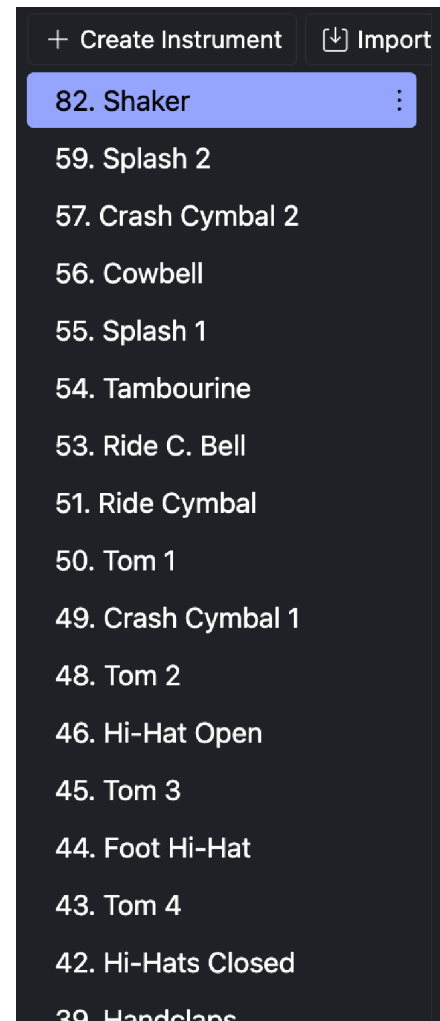 + Create Instrument Import
82. Shaker
59. Splash 2
57. Crash Cymbal 2
56. Cowbell
55. Splash 1
54. Tambourine
53. Ride C. Bell
51. Ride Cymbal
50. Tom 1
49. Crash Cymbal 1
48. Tom 2
46. Hi-Hat Open
45. Tom 3
44. Foot Hi-Hat
43. Tom 4
42. Hi-Hats Closed
39. Handclaps